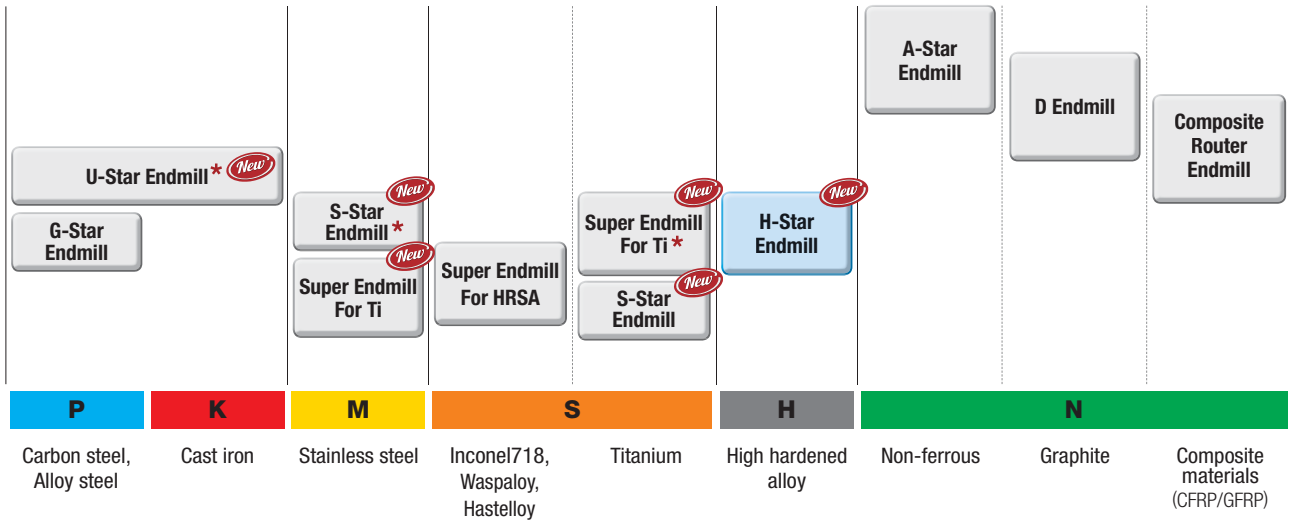 A-Star
Endmill
D Endmill
Composite
Router
Endmill
U-Star Endmill* New
G-Star
Endmill
New
S-Star
Endmill*
New
Super Endmill
For Ti
Super Endmill
For HRSA
New
Super Endmill
For Ti*
New
S-Star
Endmill
New
H-Star
Endmill
P
K
M
S
H
N
Carbon steel,
Alloy steel
Cast iron
Stainless steel
Inconel718,
Waspaloy,
Hastelloy
Titanium
High hardened
alloy
Non-ferrous
Graphite
Composite
materials
(CFRP/GFRP)